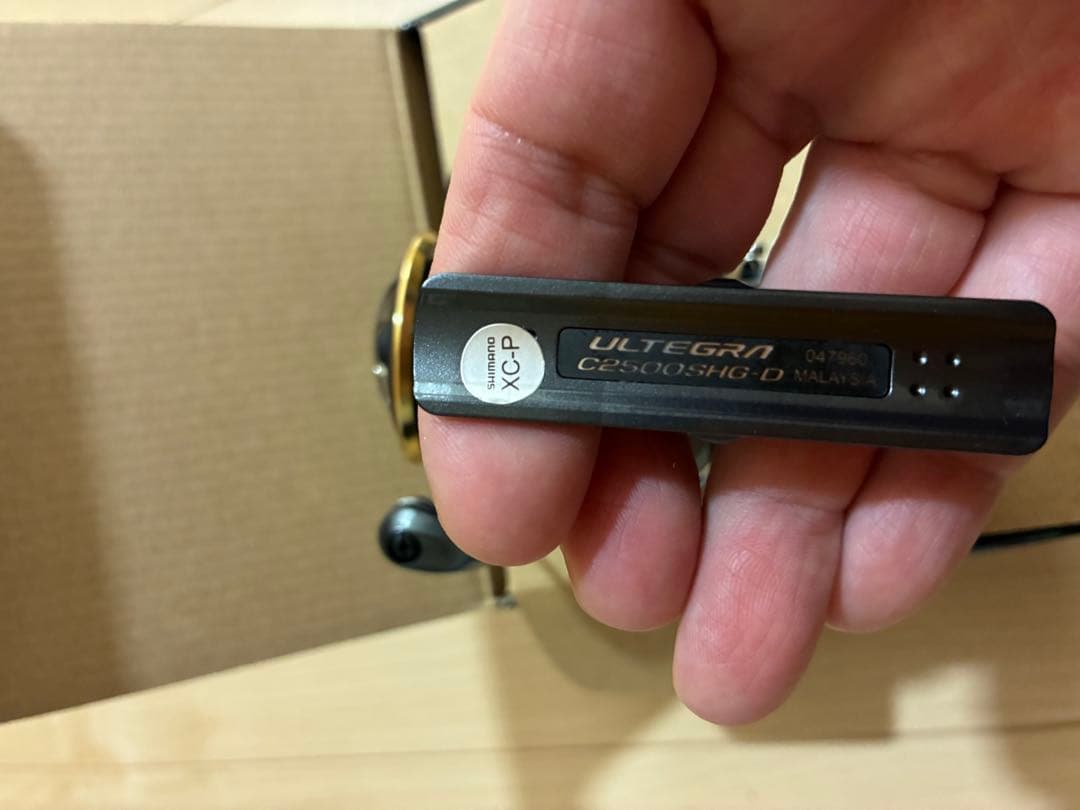 SHIMANO
XC-P
ULTEGRA
C2500SHG-D
047960
MALAYSIA